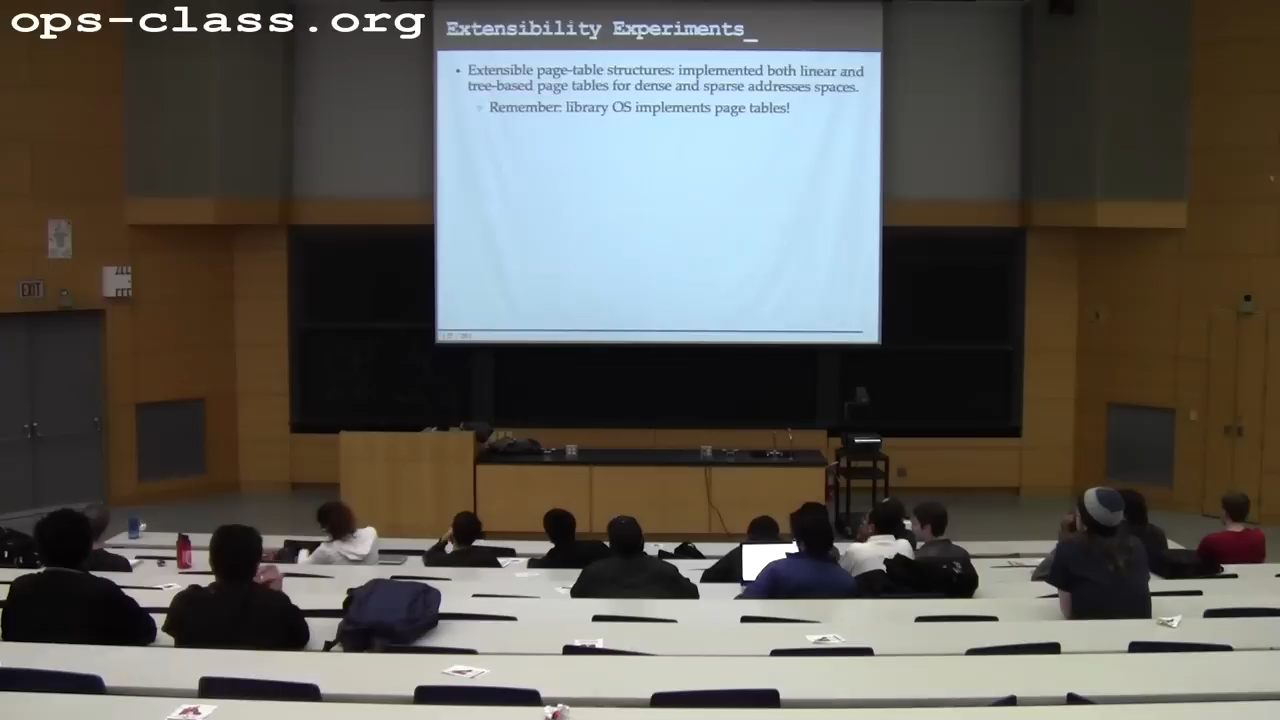 ops-class.org
Extensibility Experiments_
• Extensible page-table structures: implemented both linear and
tree-based page tables for dense and sparse addresses spaces.
Remember: library OS implements page tables!
EXIT